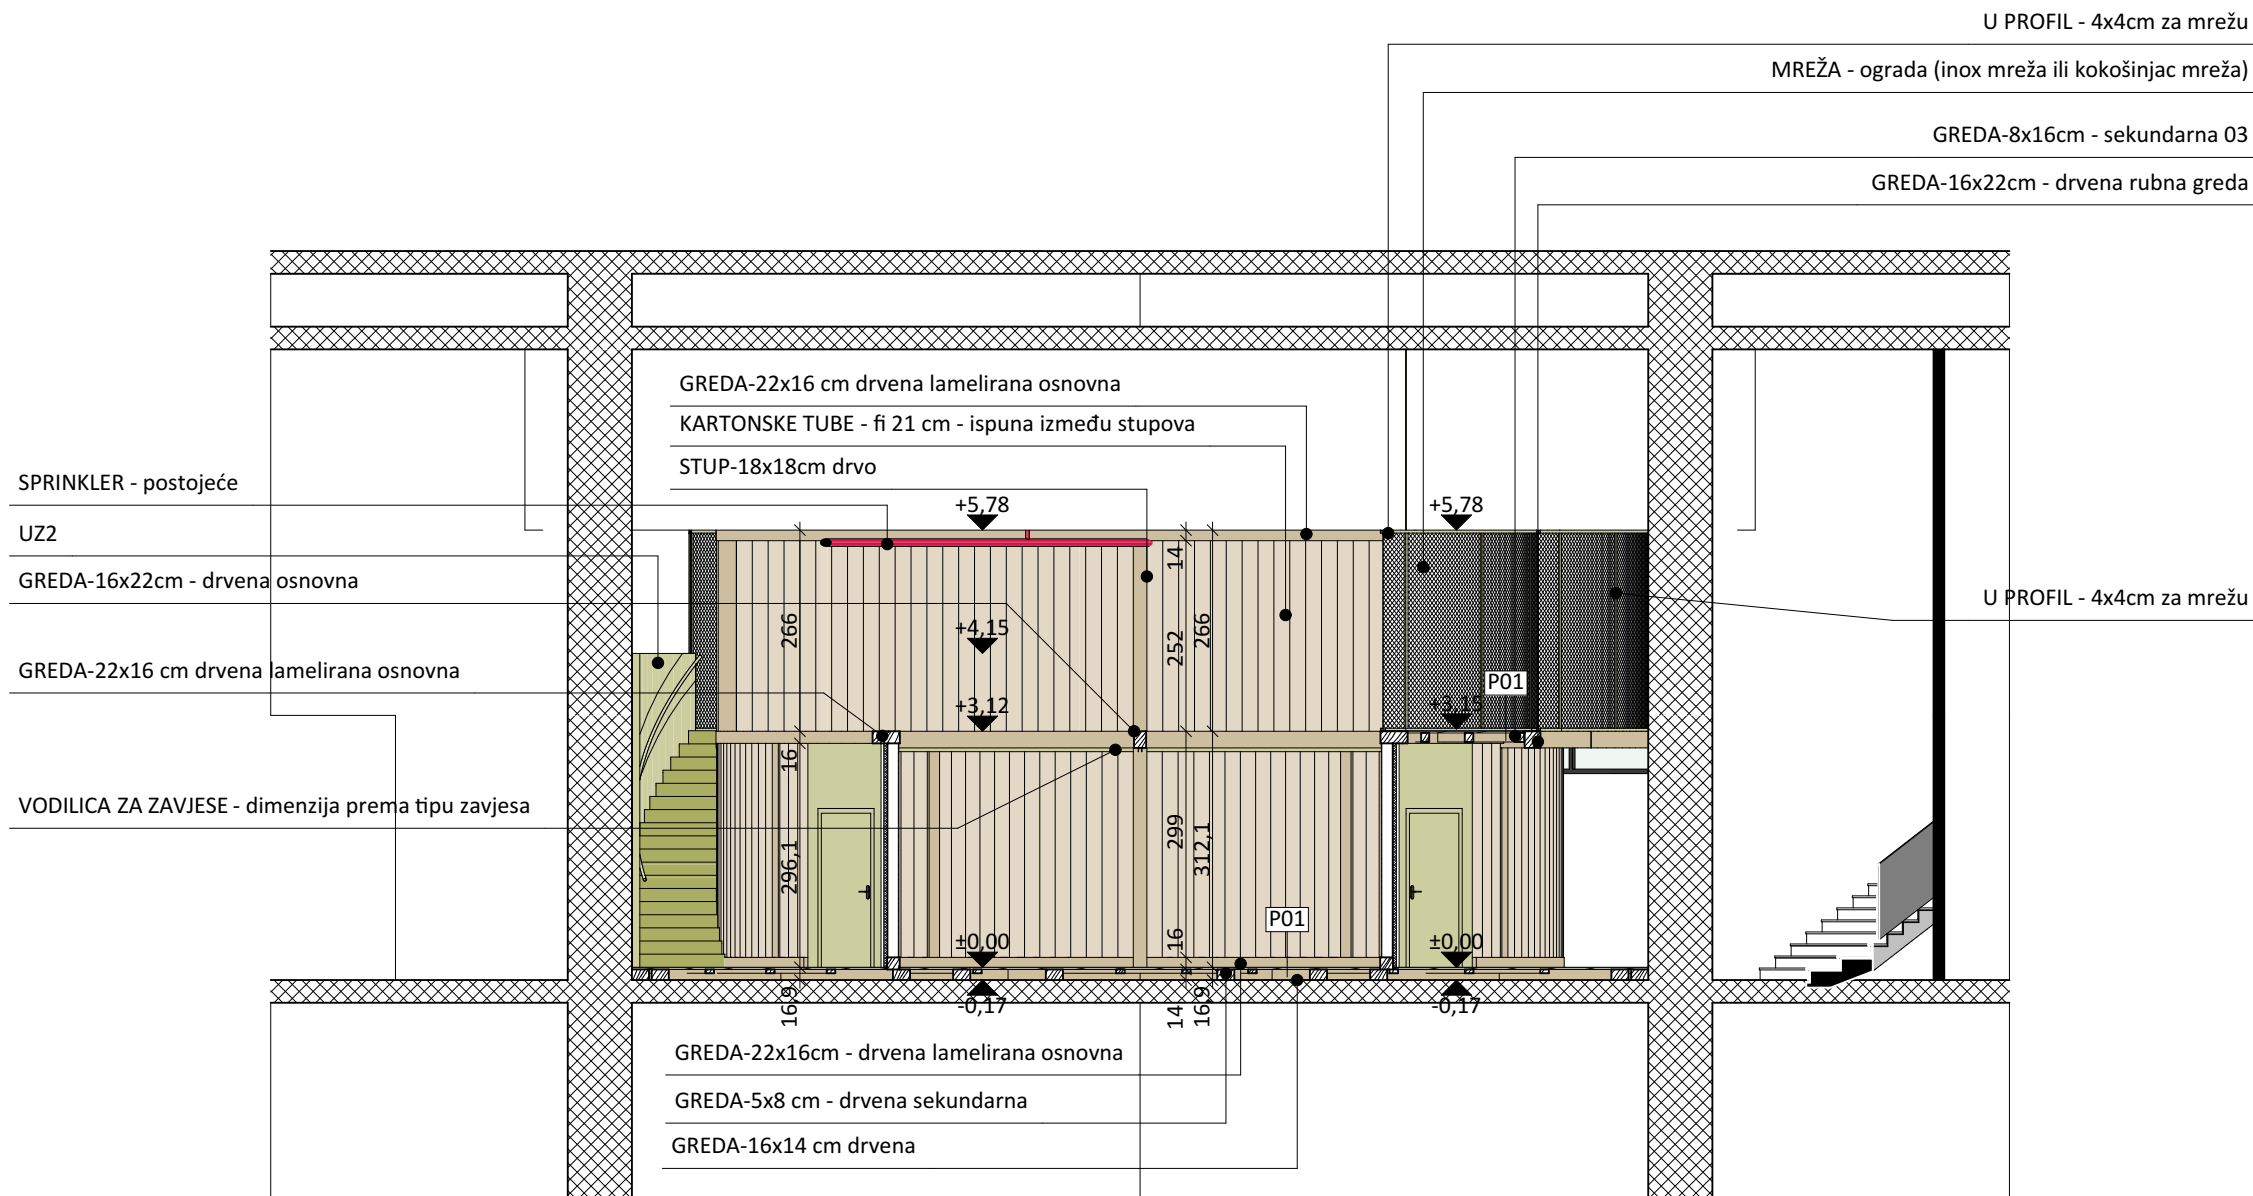 U PROFIL - 4x4cm za mrežu
MREŽA - ograda (inox mreža ili kokošinjac mreža)
GREDA-8x16cm - sekundarna 03
GREDA-16x22cm - drvena rubna greda
GREDA-22x16 cm drvena lamelirana osnovna
KARTONSKE TUBE - fi 21 cm - ispuna između stupova
STUP-18x18cm drvo
SPRINKLER - postojeće
+5,78
+5,78
UZ2
14
GREDA-16x22cm - drvena osnovna
U PROFIL - 4x4cm za mrežu
266
+4,15
252
266
GREDA-22x16 cm drvena lamelirana osnovna
P01
+3,12
+3,15
16
VODILICA ZA ZAVJESE - dimenzija prema tipu zavjesa
296,1
299
312,1
P01
±0,00
16
±0,00
16,9
-0,17
14
16,9
-0,17
GREDA-22x16cm - drvena lamelirana osnovna
GREDA-5x8 cm - drvena sekundarna
GREDA-16x14 cm drvena